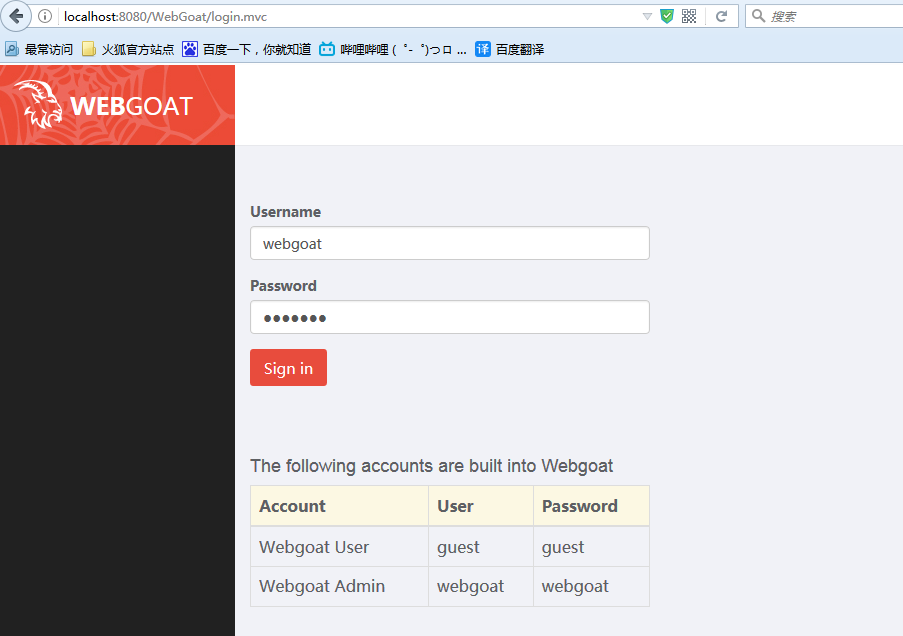 localhost:8080/WebGoat/login.mvc
搜索
最常访问 火狐官方站点 百度一下，你就知道 哔哩哔哩 ( ゜- ゜)つロ ... 译 百度翻译
WEBGOAT
Username
webgoat
Password
●●●●●●●
Sign in
The following accounts are built into Webgoat
Account User Password
Webgoat User guest guest
Webgoat Admin webgoat webgoat